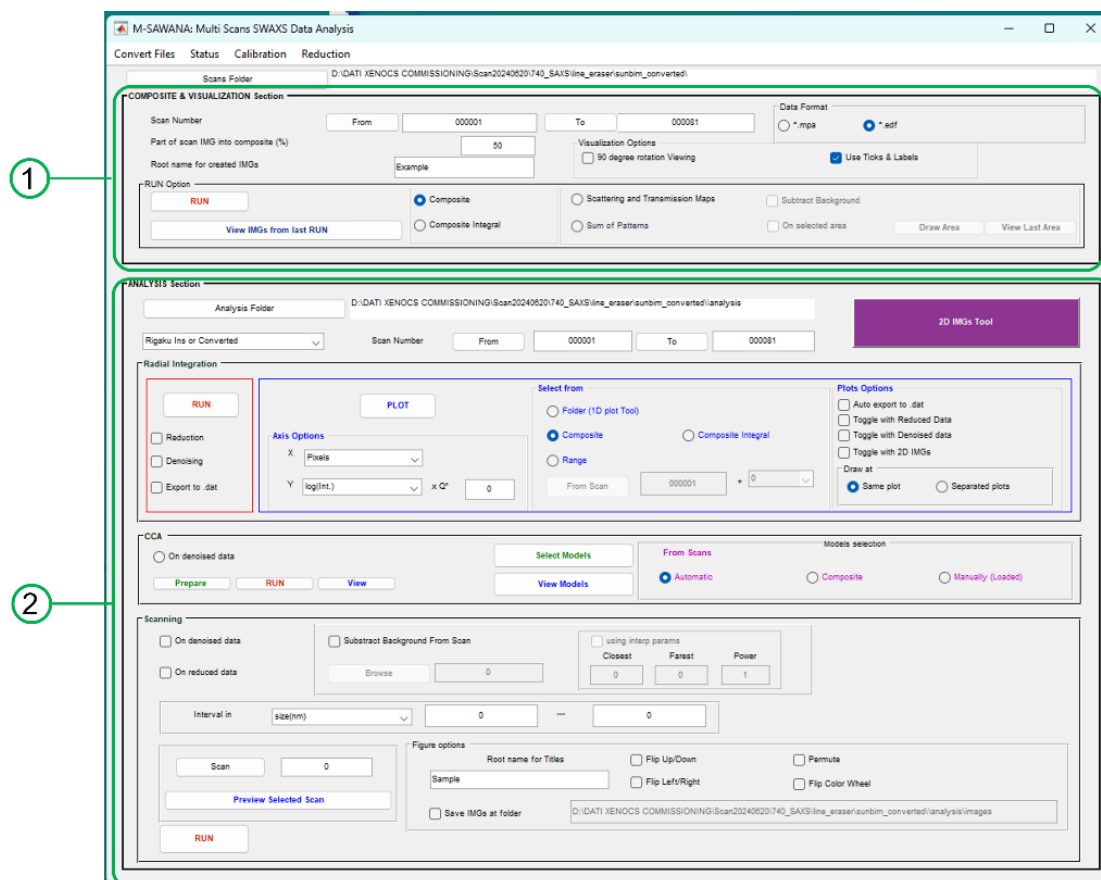 M-SAWANA: Multi Scans SWAXS Data Analysis
Convert Files Status Calibration Reduction
Scans Folder D:\DATI XENOCS COMMISSIONING\Scan20240620\740_SAXS\line_eraser\sunbim_converted\
COMPOSITE & VISUALIZATION Section
Data Format
Scan Number From 000001 To 000081 *.mpa *.edf
Part of scan IMG into composite (%) 50 Visualization Options
90 degree rotation Viewing Use Ticks & Labels
Root name for created IMGs Example
1
RUN Option
RUN Composite Scattering and Transmission Maps Subtract Background
View IMGs from last RUN Composite Integral Sum of Patterns On selected area Draw Area View Last Area
ANALYSIS Section
Analysis Folder D:\DATI XENOCS COMMISSIONING\Scan20240620\740_SAXS\line_eraser\sunbim_converted\\analysis
2D IMGs Tool
Rigaku Ins or Converted Scan Number From 000001 To 000081
Radial Integration
Select from Plots Options
RUN PLOT Folder (1D plot Tool) Auto export to .dat
Toggle with Reduced Data
Reduction Axis Options Composite Composite Integral Toggle with Denoised data
Denoising X Pixels Range Toggle with 2D IMGs
Draw at
Export to .dat Y log(Int.) x Q^ 0 From Scan 000001 + 0 Same plot Separated plots
CCA
Models selection
On denoised data Select Models From Scans
Prepare RUN View View Models Automatic Composite Manually (Loaded)
2
Scanning
On denoised data Substract Background From Scan using interp params
Closest Farest Power
On reduced data Browse 0 0 0 1
Interval in size(nm) 0 --- 0
Figure options
Scan 0 Root name for Titles Flip Up/Down Permute
Sample Flip Left/Right Flip Color Wheel
Preview Selected Scan
Save IMGs at folder D:\DATI XENOCS COMMISSIONING\Scan20240620\740_SAXS\line_eraser\sunbim_converted\\analysis\images
RUN